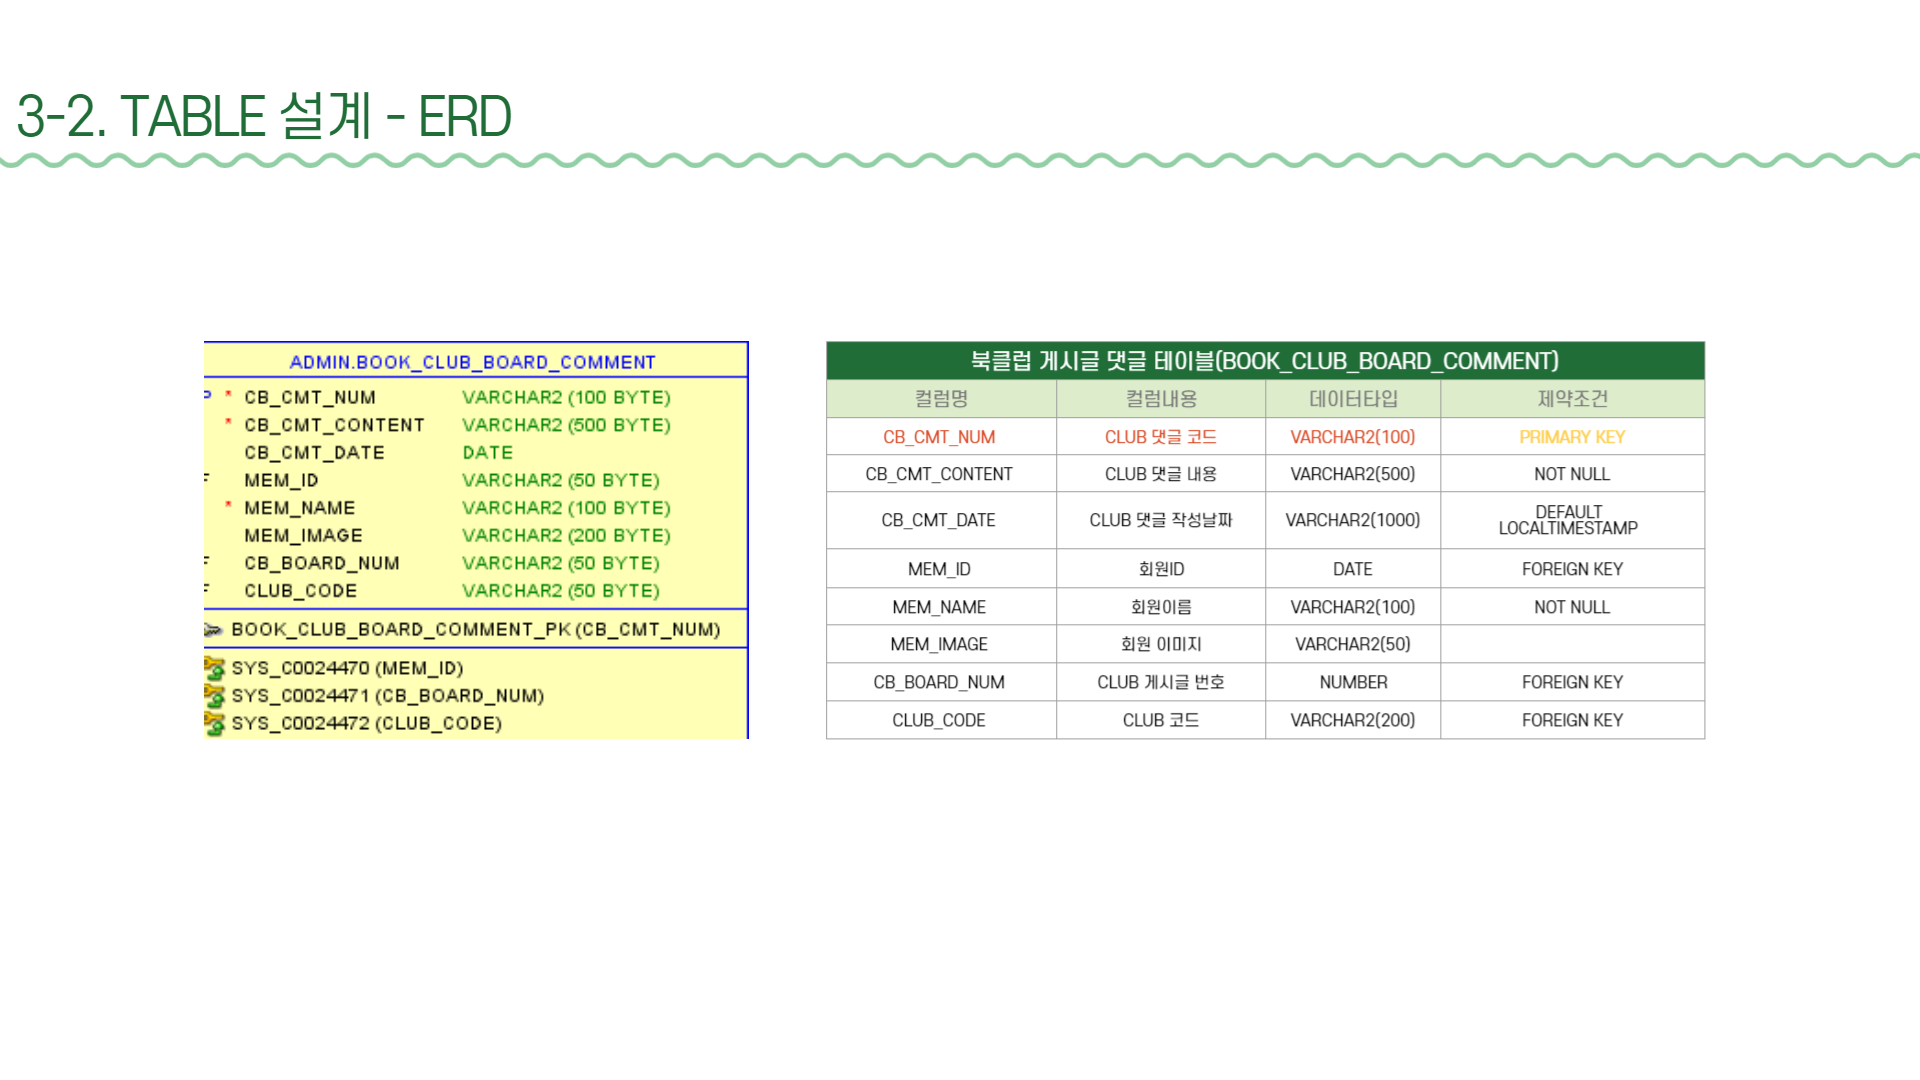 3-2. TABLE 설계 - ERD
ADMIN.BOOK_CLUB_BOARD_COMMENT
P * CB_CMT_NUM VARCHAR2 (100 BYTE)
* CB_CMT_CONTENT VARCHAR2 (500 BYTE)
CB_CMT_DATE DATE
F MEM_ID VARCHAR2 (50 BYTE)
* MEM_NAME VARCHAR2 (100 BYTE)
MEM_IMAGE VARCHAR2 (200 BYTE)
F CB_BOARD_NUM VARCHAR2 (50 BYTE)
F CLUB_CODE VARCHAR2 (50 BYTE)
BOOK_CLUB_BOARD_COMMENT_PK (CB_CMT_NUM)
SYS_C0024470 (MEM_ID)
SYS_C0024471 (CB_BOARD_NUM)
SYS_C0024472 (CLUB_CODE)
북클럽 게시글 댓글 테이블(BOOK_CLUB_BOARD_COMMENT)
컬럼명 컬럼내용 데이터타입 제약조건
CB_CMT_NUM CLUB 댓글 코드 VARCHAR2(100) PRIMARY KEY
CB_CMT_CONTENT CLUB 댓글 내용 VARCHAR2(500) NOT NULL
CB_CMT_DATE CLUB 댓글 작성날짜 VARCHAR2(1000) DEFAULT
LOCALTIMESTAMP
MEM_ID 회원ID DATE FOREIGN KEY
MEM_NAME 회원이름 VARCHAR2(100) NOT NULL
MEM_IMAGE 회원 이미지 VARCHAR2(50)
CB_BOARD_NUM CLUB 게시글 번호 NUMBER FOREIGN KEY
CLUB_CODE CLUB 코드 VARCHAR2(200) FOREIGN KEY